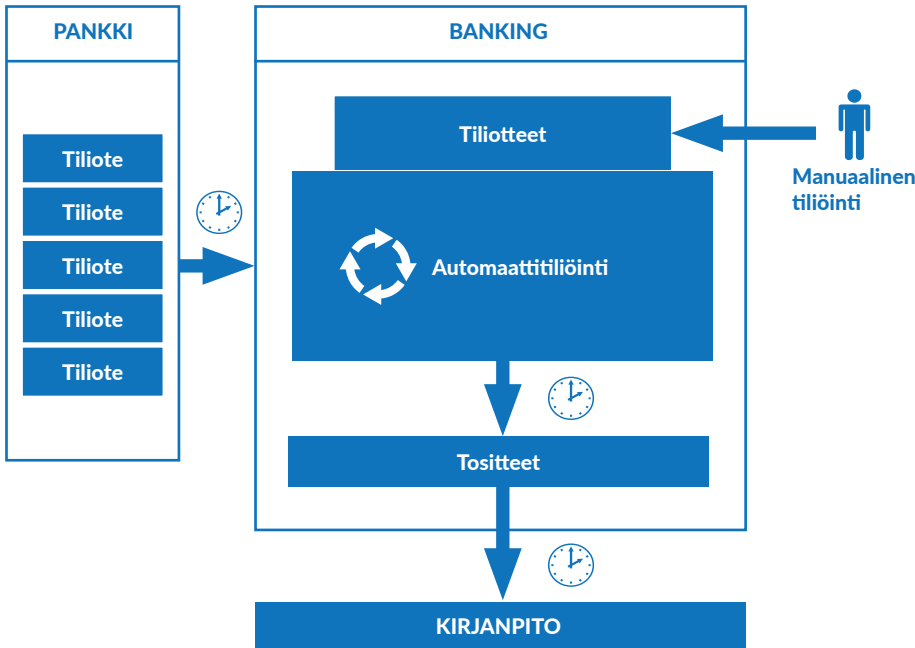 PANKKI
Tiliote
Tiliote
Tiliote
Tiliote
Tiliote
BANKING
Tiliotteet
Manuaalinen
tiliöinti
Automaattitiliöinti
Tositteet
KIRJANPITO